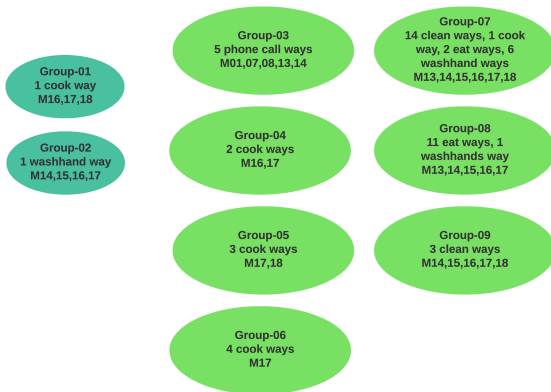 Group-01
1 cook way
M16,17,18
Group-02
1 washhand way
M14,15,16,17
Group-03
5 phone call ways
M01,07,08,13,14
Group-04
2 cook ways
M16,17
Group-05
3 cook ways
M17,18
Group-06
4 cook ways
M17
Group-07
14 clean ways, 1 cook
way, 2 eat ways, 6
washhand ways
M13,14,15,16,17,18
Group-08
11 eat ways, 1
washhands way
M13,14,15,16,17
Group-09
3 clean ways
M14,15,16,17,18